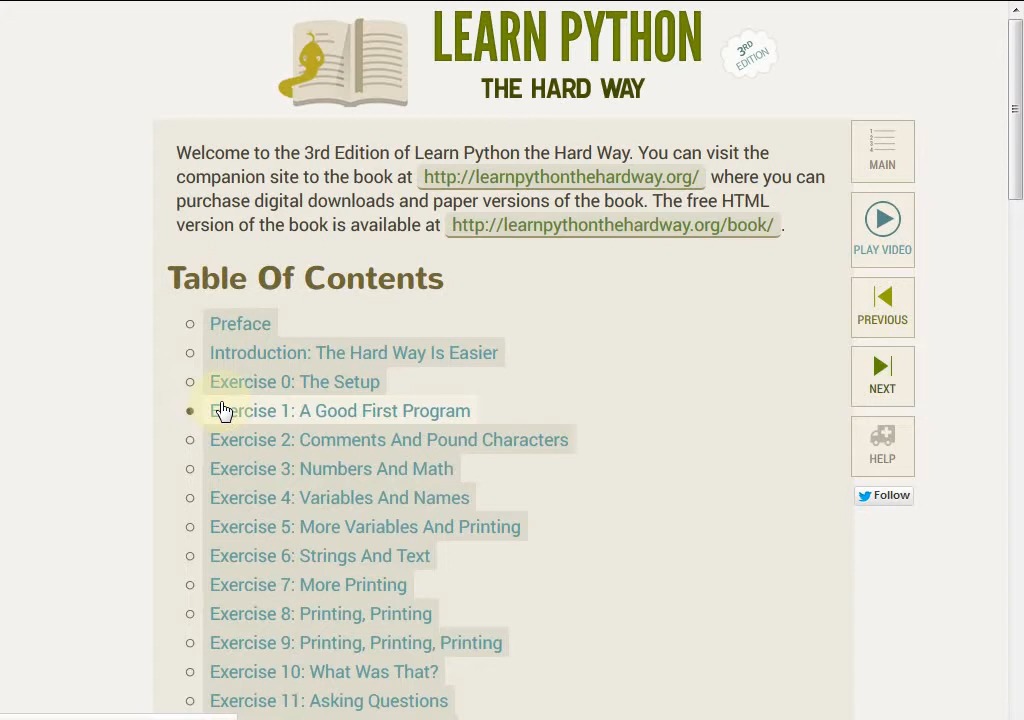 LEARN PYTHON
THE HARD WAY
3RD
EDITION
Welcome to the 3rd Edition of Learn Python the Hard Way. You can visit the
companion site to the book at http://learnpythonthehardway.org/ where you can
purchase digital downloads and paper versions of the book. The free HTML
version of the book is available at http://learnpythonthehardway.org/book/ .
Table Of Contents
Preface
Introduction: The Hard Way Is Easier
Exercise 0: The Setup
Exercise 1: A Good First Program
Exercise 2: Comments And Pound Characters
Exercise 3: Numbers And Math
Exercise 4: Variables And Names
Exercise 5: More Variables And Printing
Exercise 6: Strings And Text
Exercise 7: More Printing
Exercise 8: Printing, Printing
Exercise 9: Printing, Printing, Printing
Exercise 10: What Was That?
Exercise 11: Asking Questions
1
2
3
4
MAIN
PLAY VIDEO
PREVIOUS
NEXT
HELP
Follow